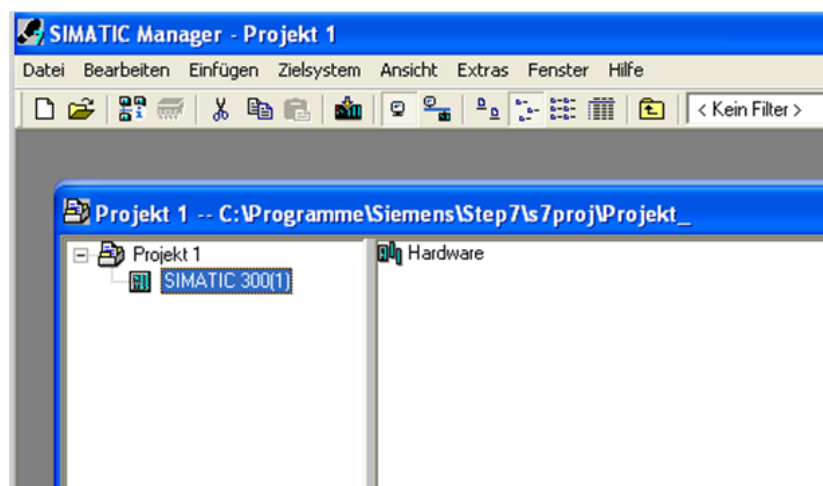 SIMATIC Manager - Projekt 1
Datei Bearbeiten Einfügen Zielsystem Ansicht Extras Fenster Hilfe
< Kein Filter >
Projekt 1 -- C:\Programme\Siemens\Step7\s7proj\Projekt_
Projekt 1
Hardware
SIMATIC 300(1)